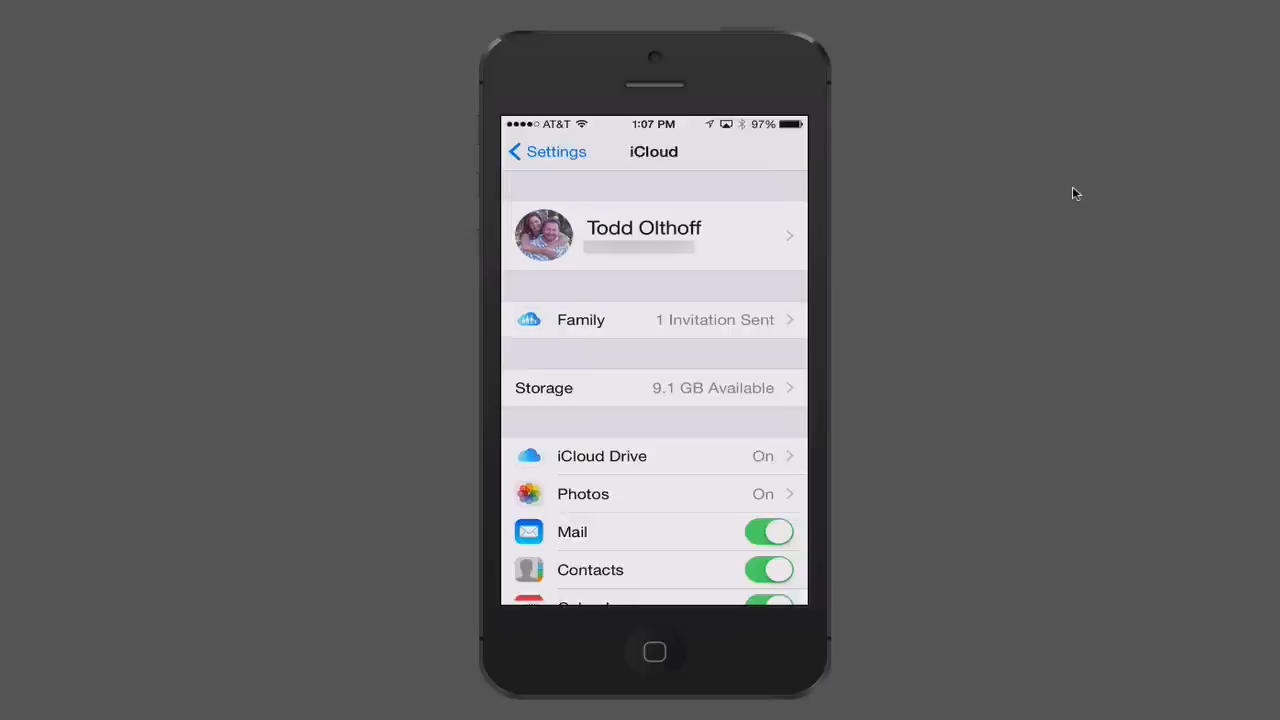 AT&T 1:07 PM 97%
Settings iCloud
Todd Olthoff
Family 1 Invitation Sent
Storage 9.1 GB Available
iCloud Drive On
Photos On
Mail
Contacts